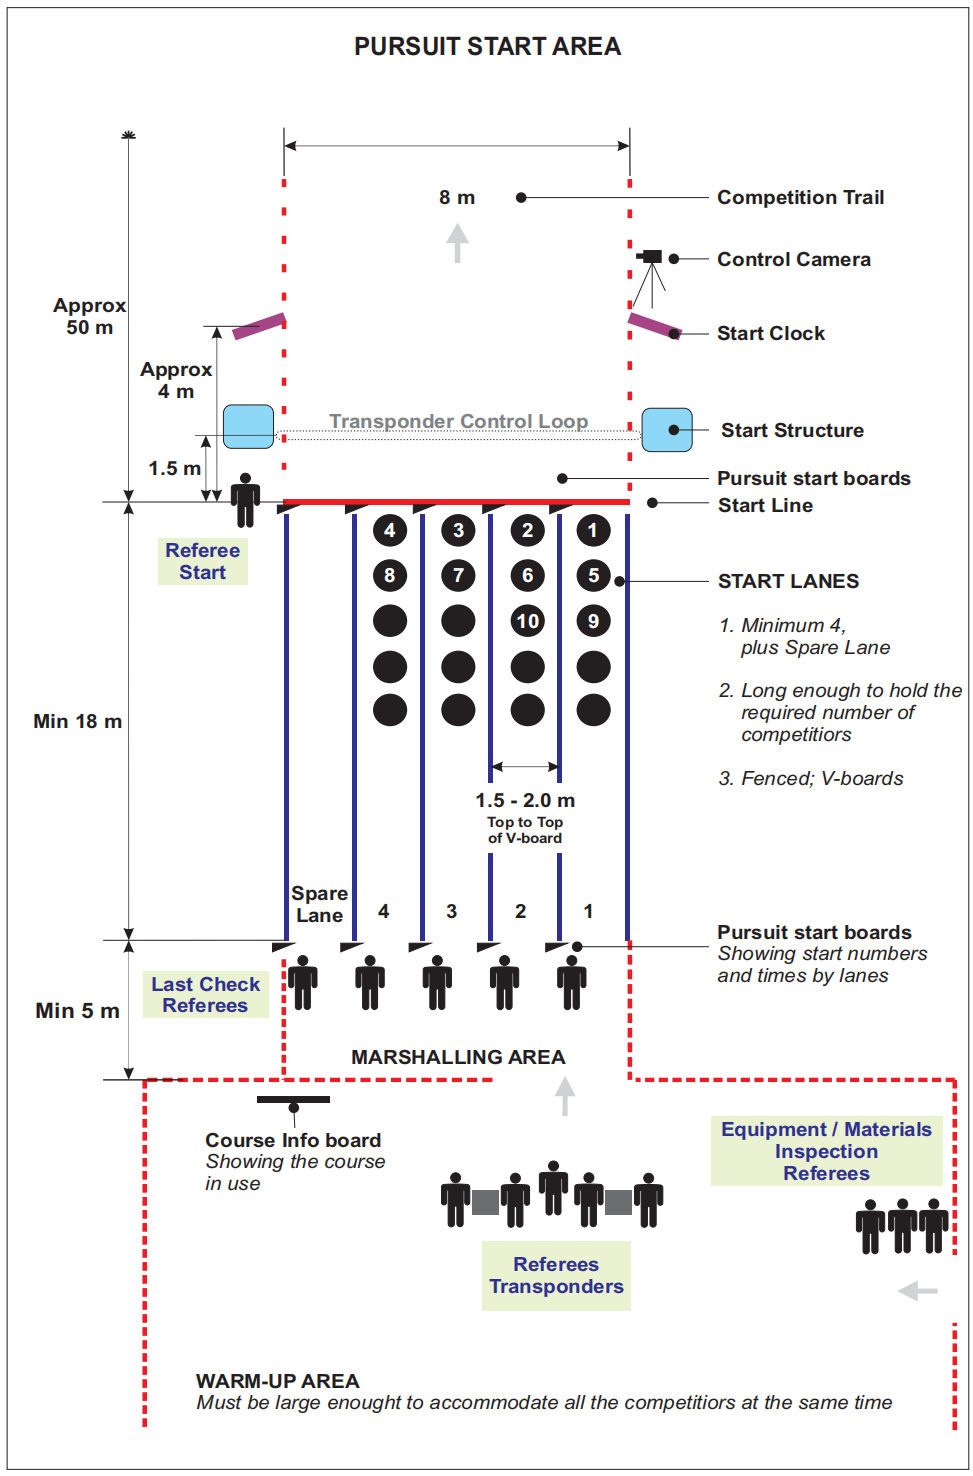 PURSUIT START AREA
8 m
Competition Trail
Control Camera
Approx
50 m
Start Clock
Approx
4 m
Transponder Control Loop
Start Structure
1.5 m
Pursuit start boards
Start Line
Referee
Start
4 3 2 1
8 7 6 5
10 9
START LANES
1. Minimum 4,
plus Spare Lane
2. Long enough to hold the
required number of
competitiors
3. Fenced; V-boards
Min 18 m
1.5 - 2.0 m
Top to Top
of V-board
Spare
Lane
4 3 2 1
Pursuit start boards
Showing start numbers
and times by lanes
Last Check
Referees
Min 5 m
MARSHALLING AREA
Course Info board
Showing the course
in use
Equipment / Materials
Inspection
Referees
Referees
Transponders
WARM-UP AREA
Must be large enought to accommodate all the competitiors at the same time